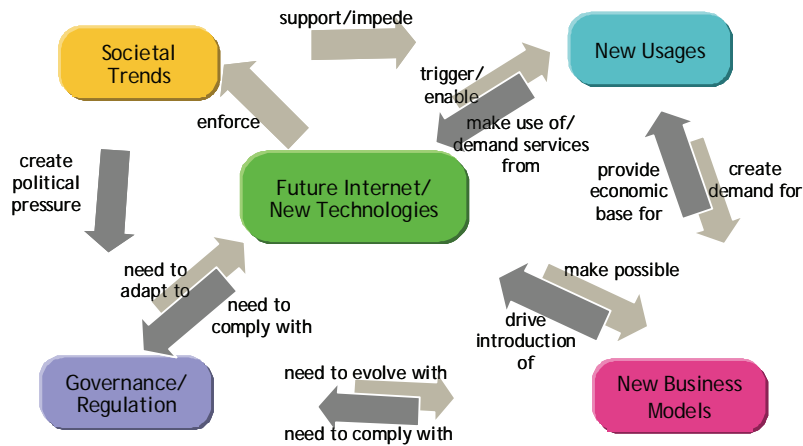 support/impede
Societal
Trends
New Usages
trigger/
enable
make use of/
demand services
from
enforce
create
political
pressure
Future Internet/
New Technologies
provide
economic
base for
create
demand for
need to
adapt to
need to
comply with
make possible
drive
introduction
of
Governance/
Regulation
need to evolve with
need to comply with
New Business
Models